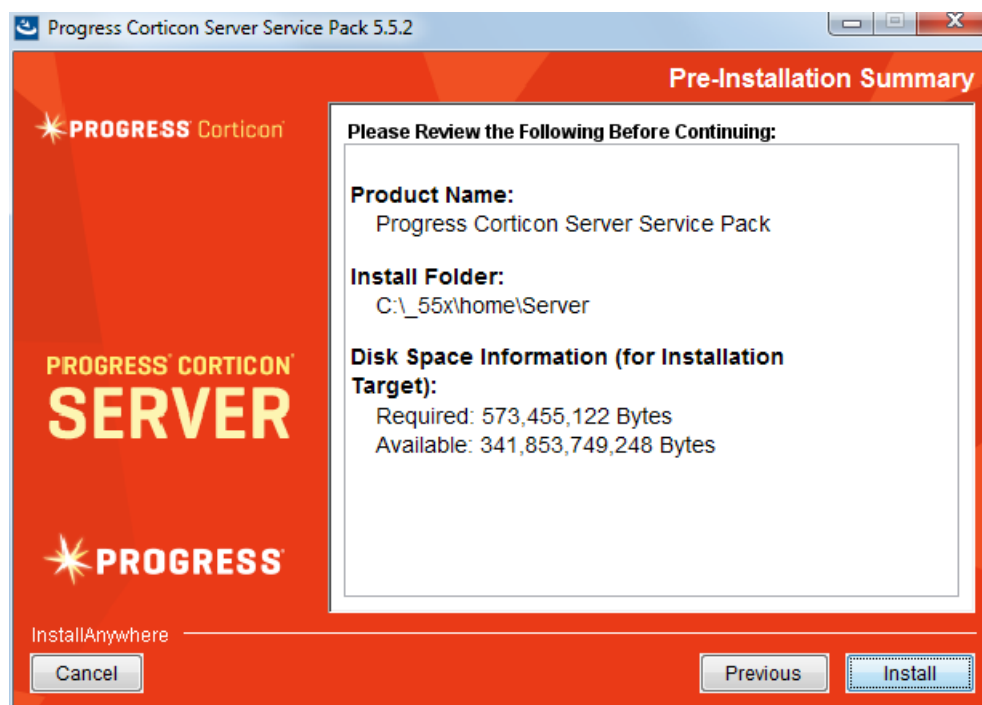 Progress Corticon Server Service Pack 5.5.2
Pre-Installation Summary
PROGRESS Corticon
Please Review the Following Before Continuing:
Product Name:
Progress Corticon Server Service Pack
Install Folder:
C:\_55x\home\Server
Disk Space Information (for Installation
Target):
Required: 573,455,122 Bytes
Available: 341,853,749,248 Bytes
PROGRESS CORTICON
SERVER
PROGRESS
InstallAnywhere
Cancel
Previous
Install